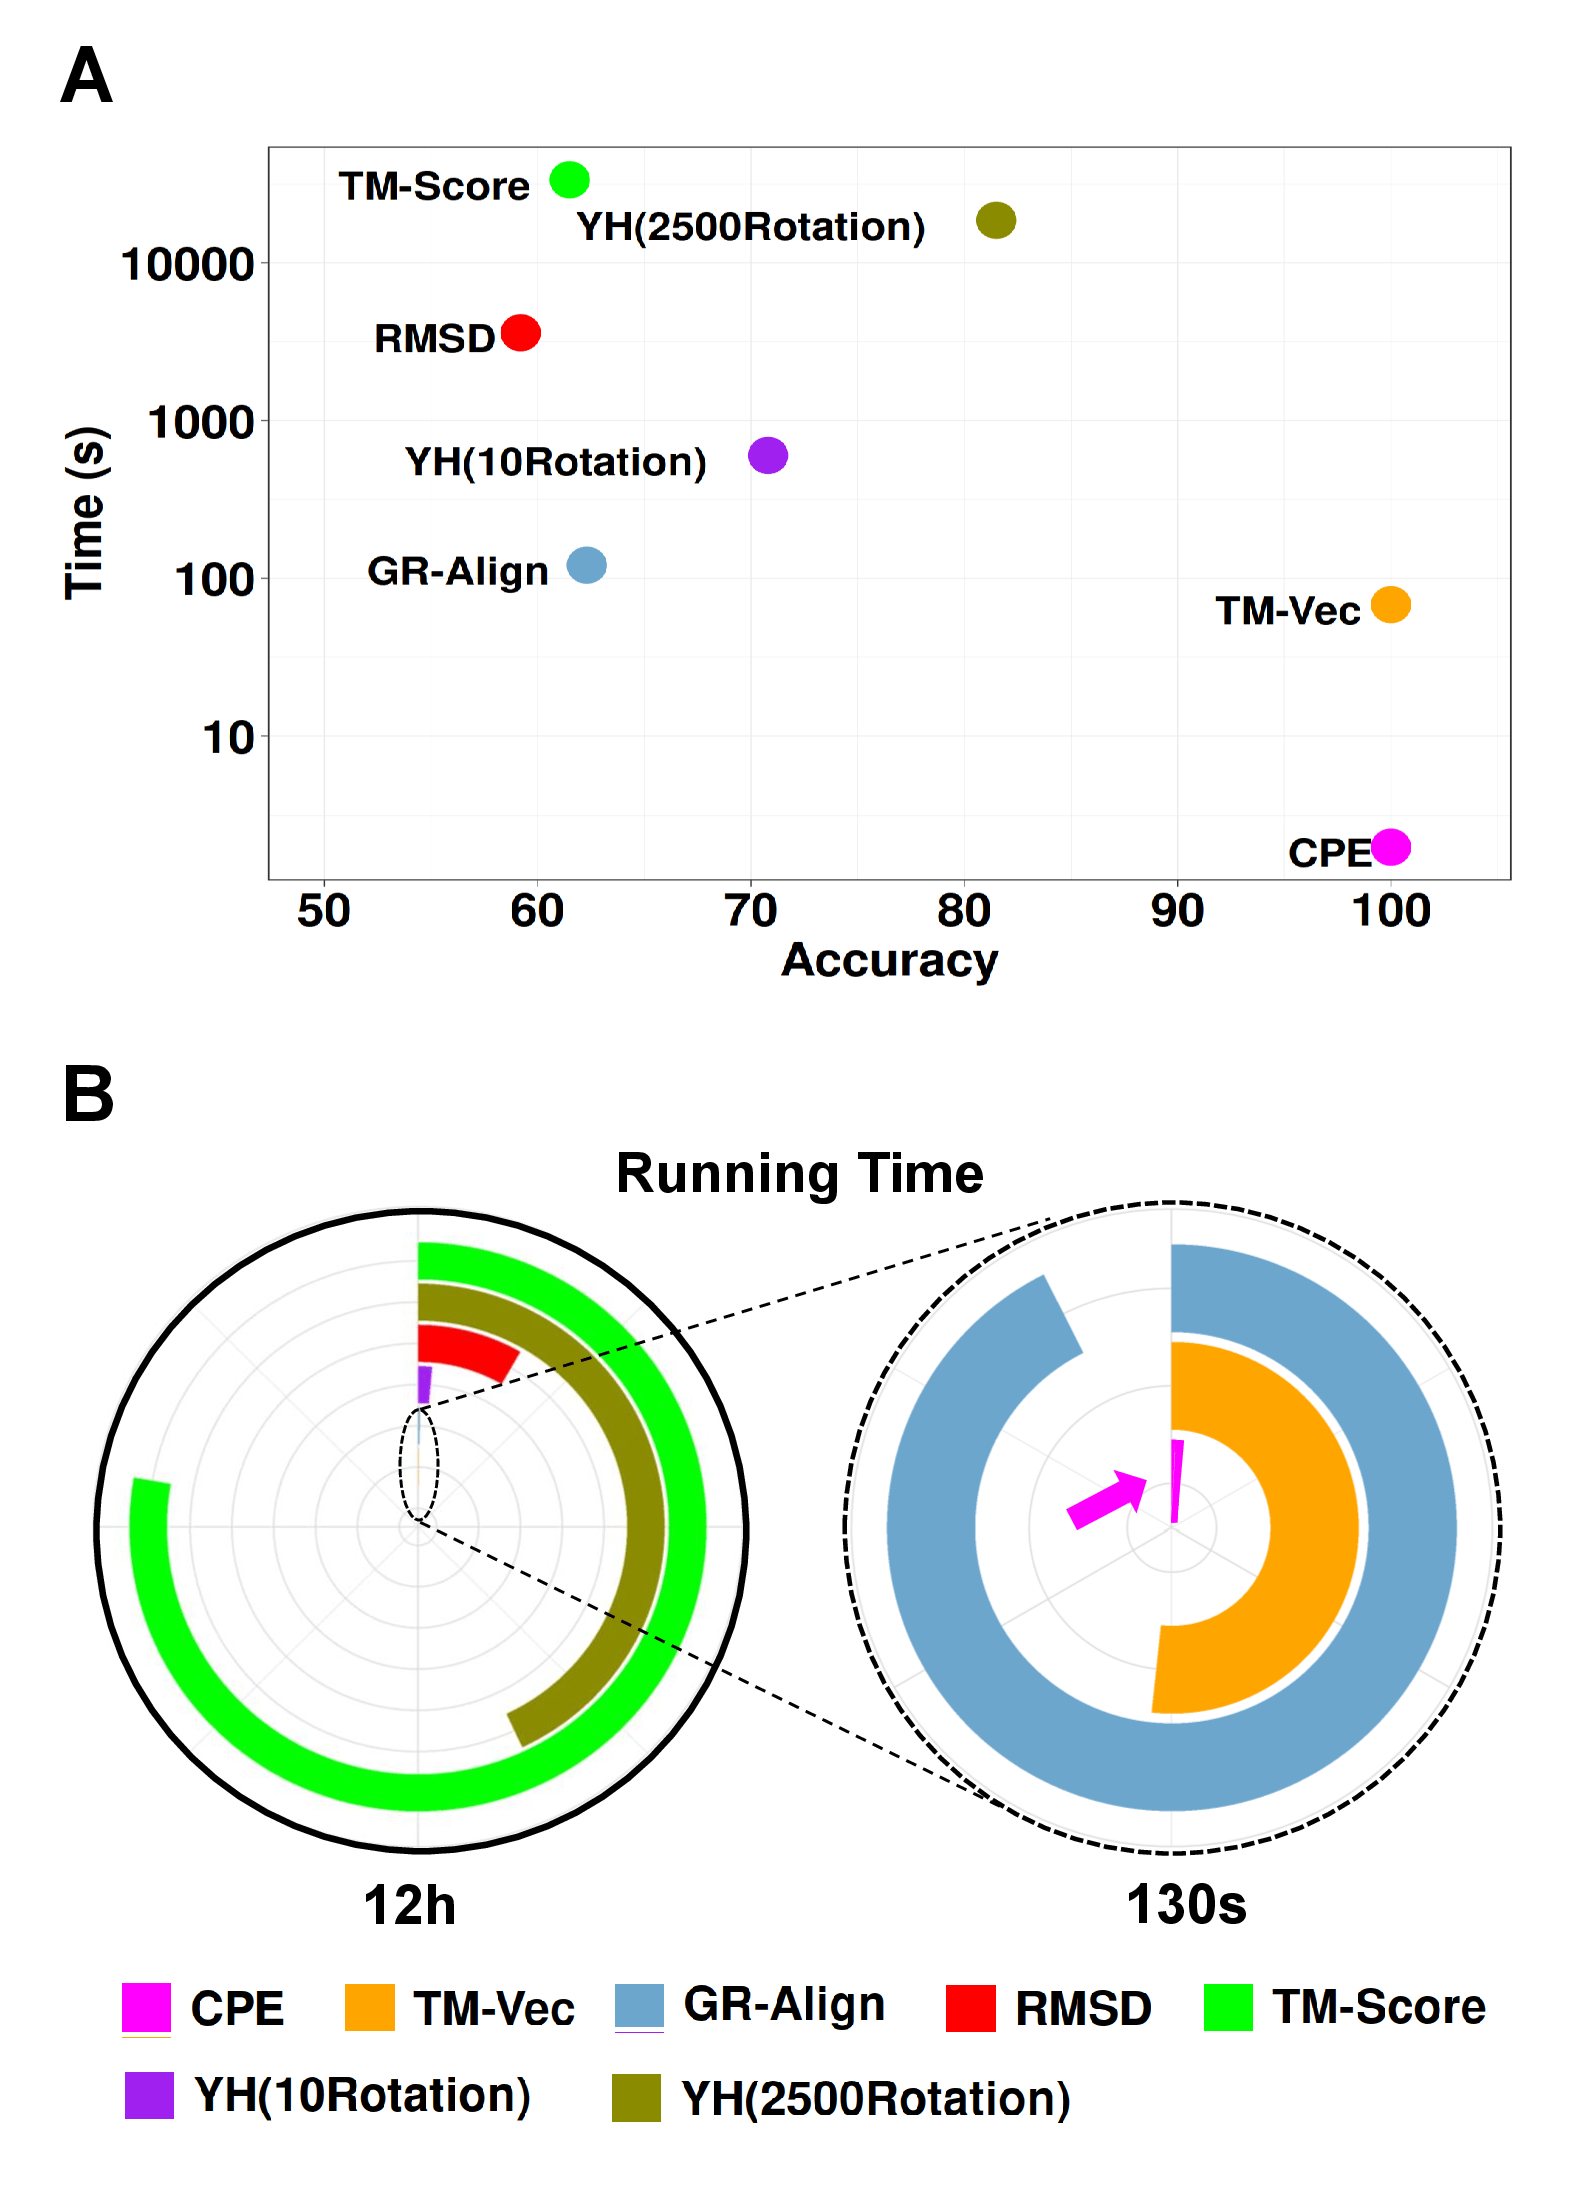 A
TM-Score
YH(2500Rotation)
10000
RMSD
1000
YH(10Rotation)
Time (s)
GR-Align
100
TM-Vec
10
CPE
50 60 70 80 90 100
Accuracy
B
Running Time
12h 130s
CPE TM-Vec GR-Align RMSD TM-Score
YH(10Rotation) YH(2500Rotation)